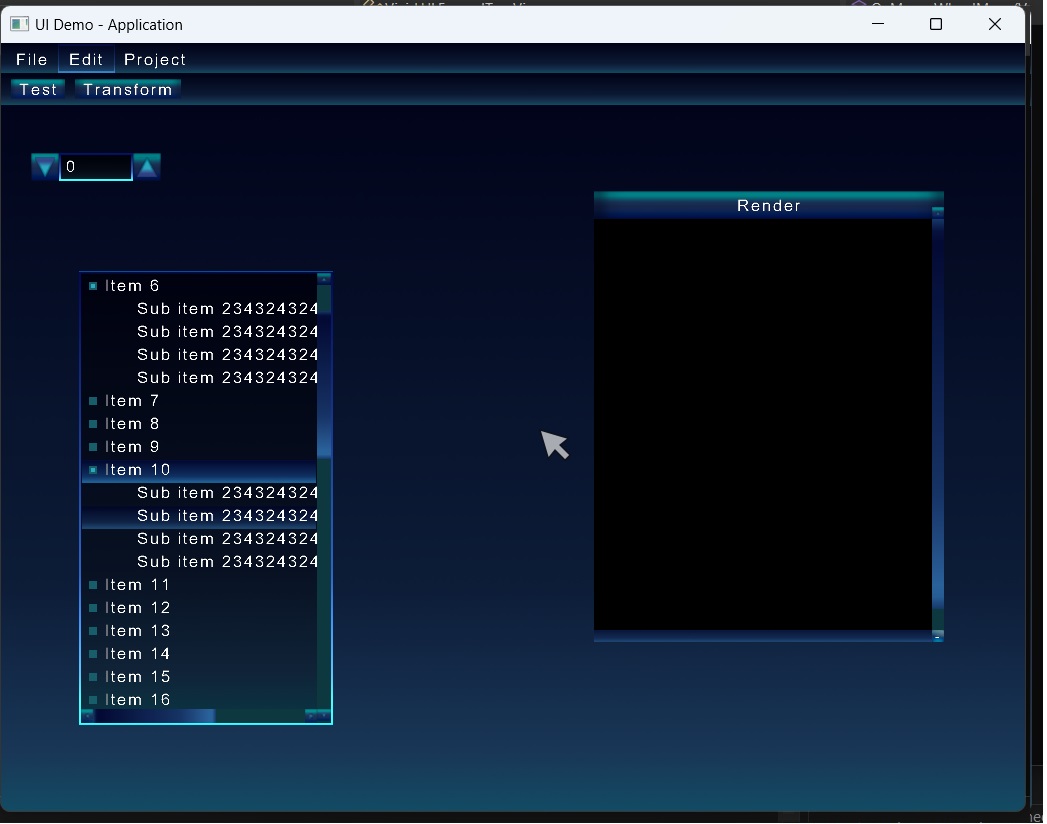 UI Demo - Application
File Edit Project
Test Transform
0
Render
Item 6
Sub item 234324324
Sub item 234324324
Sub item 234324324
Sub item 234324324
Item 7
Item 8
Item 9
Item 10
Sub item 234324324
Sub item 234324324
Sub item 234324324
Sub item 234324324
Item 11
Item 12
Item 13
Item 14
Item 15
Item 16